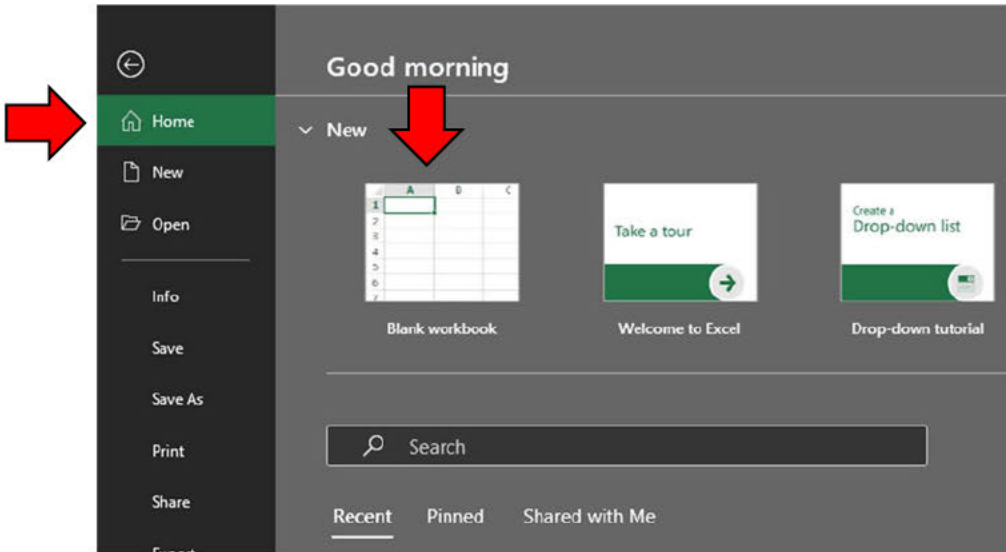 Good morning
Home
New
Open
Info
Save
Save As
Print
Share
New
A B C
1
2
3
4
5
6
7
Blank workbook
Take a tour
Welcome to Excel
Create a
Drop-down list
Drop-down tutorial
Search
Recent Pinned Shared with Me